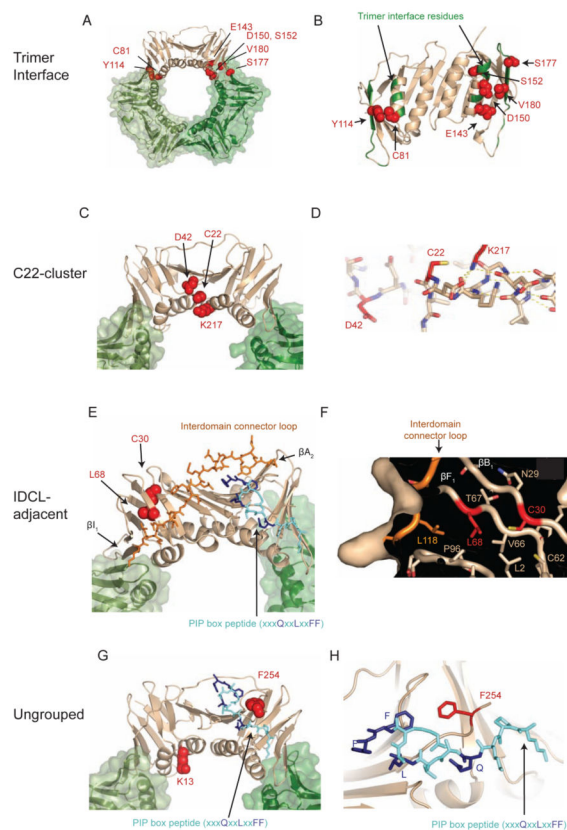 Trimer
Interface
A
C81
Y114
E143
D150, S152
V180
S177
B
Trimer interface residues
S177
S152
V180
D150
E143
Y114
C81
C22-cluster
C
D42
C22
K217
D
C22
K217
D42
IDCL-
adjacent
E
Interdomain connector loop
C30
L68
βA2
βI1
PIP box peptide (xxxQxxLxxFF)
F
Interdomain
connector loop
βB1
βF1
N29
T67
C30
L118
L68
V66
P96
L2
C62
Ungrouped
G
F254
K13
PIP box peptide (xxxQxxLxxFF)
H
F254
F
F
L
Q
PIP box peptide (xxxQxxLxxFF)